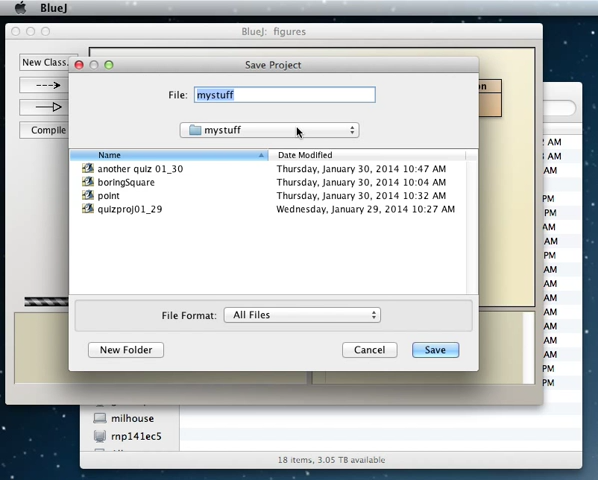 BlueJ
BlueJ: figures
New Class.
Compile
Save Project
File: mystuff
mystuff
Name Date Modified
another quiz 01_30 Thursday, January 30, 2014 10:47 AM
boringSquare Thursday, January 30, 2014 10:04 AM
point Thursday, January 30, 2014 10:32 AM
quizproj01_29 Wednesday, January 29, 2014 10:27 AM
File Format: All Files
New Folder Cancel Save
milhouse
rnp141ec5
18 items, 3.05 TB available